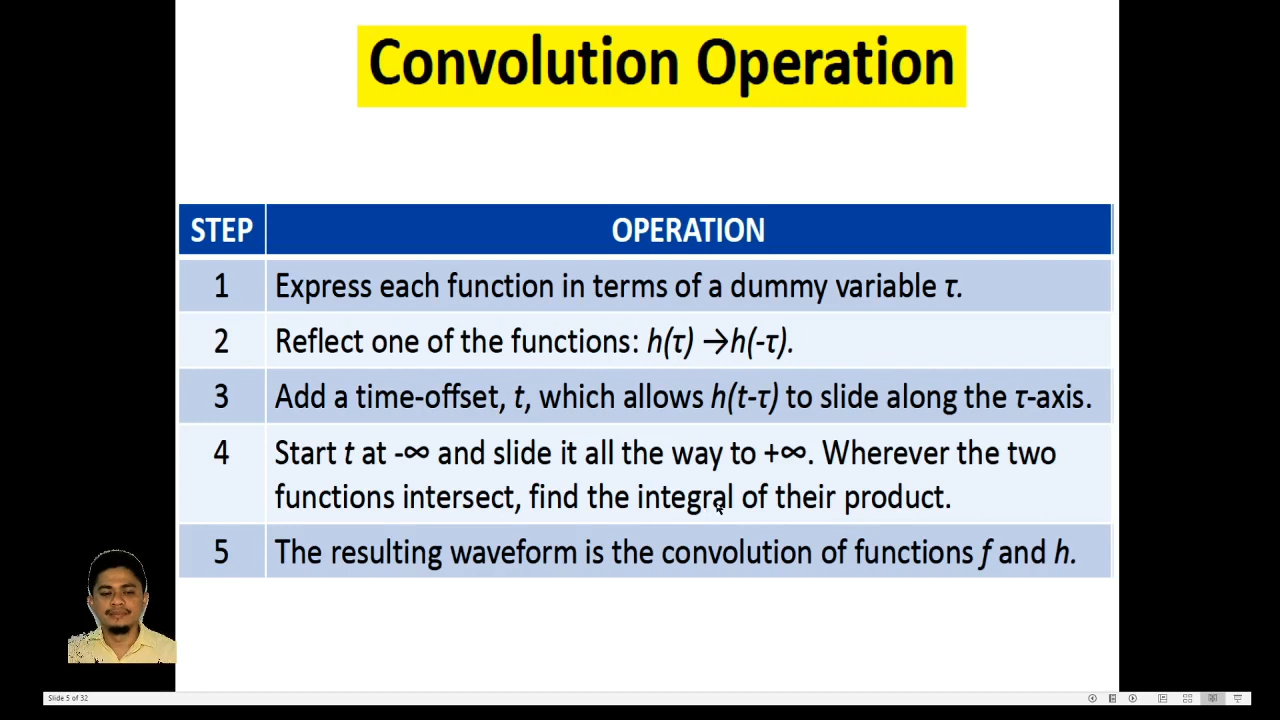 Convolution Operation
STEP
OPERATION
1
Express each function in terms of a dummy variable τ.
2
Reflect one of the functions: h(τ) →h(-τ).
3
Add a time-offset, t, which allows h(t-τ) to slide along the τ-axis.
4
Start t at -∞ and slide it all the way to +∞. Wherever the two
functions intersect, find the integral of their product.
5
The resulting waveform is the convolution of functions f and h.
Slide 5 of 32